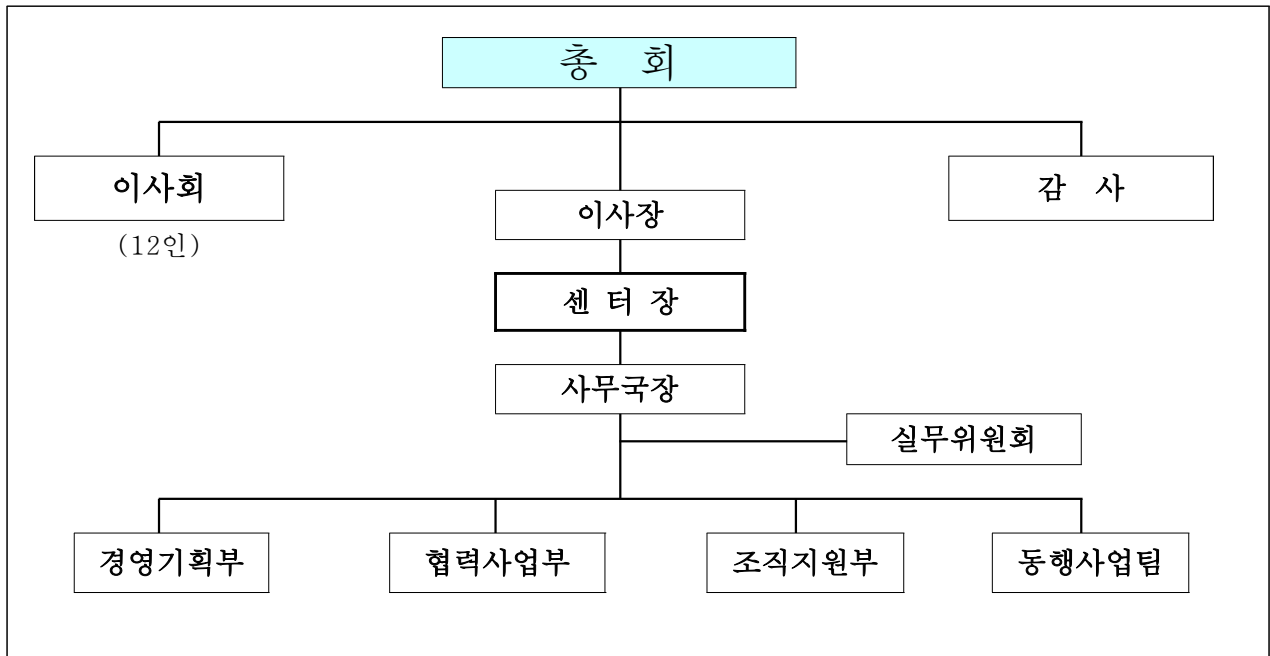 총 회
이사회
(12인)
감 사
이사장
센 터 장
사무국장
실무위원회
경영기획부
협력사업부
조직지원부
동행사업팀